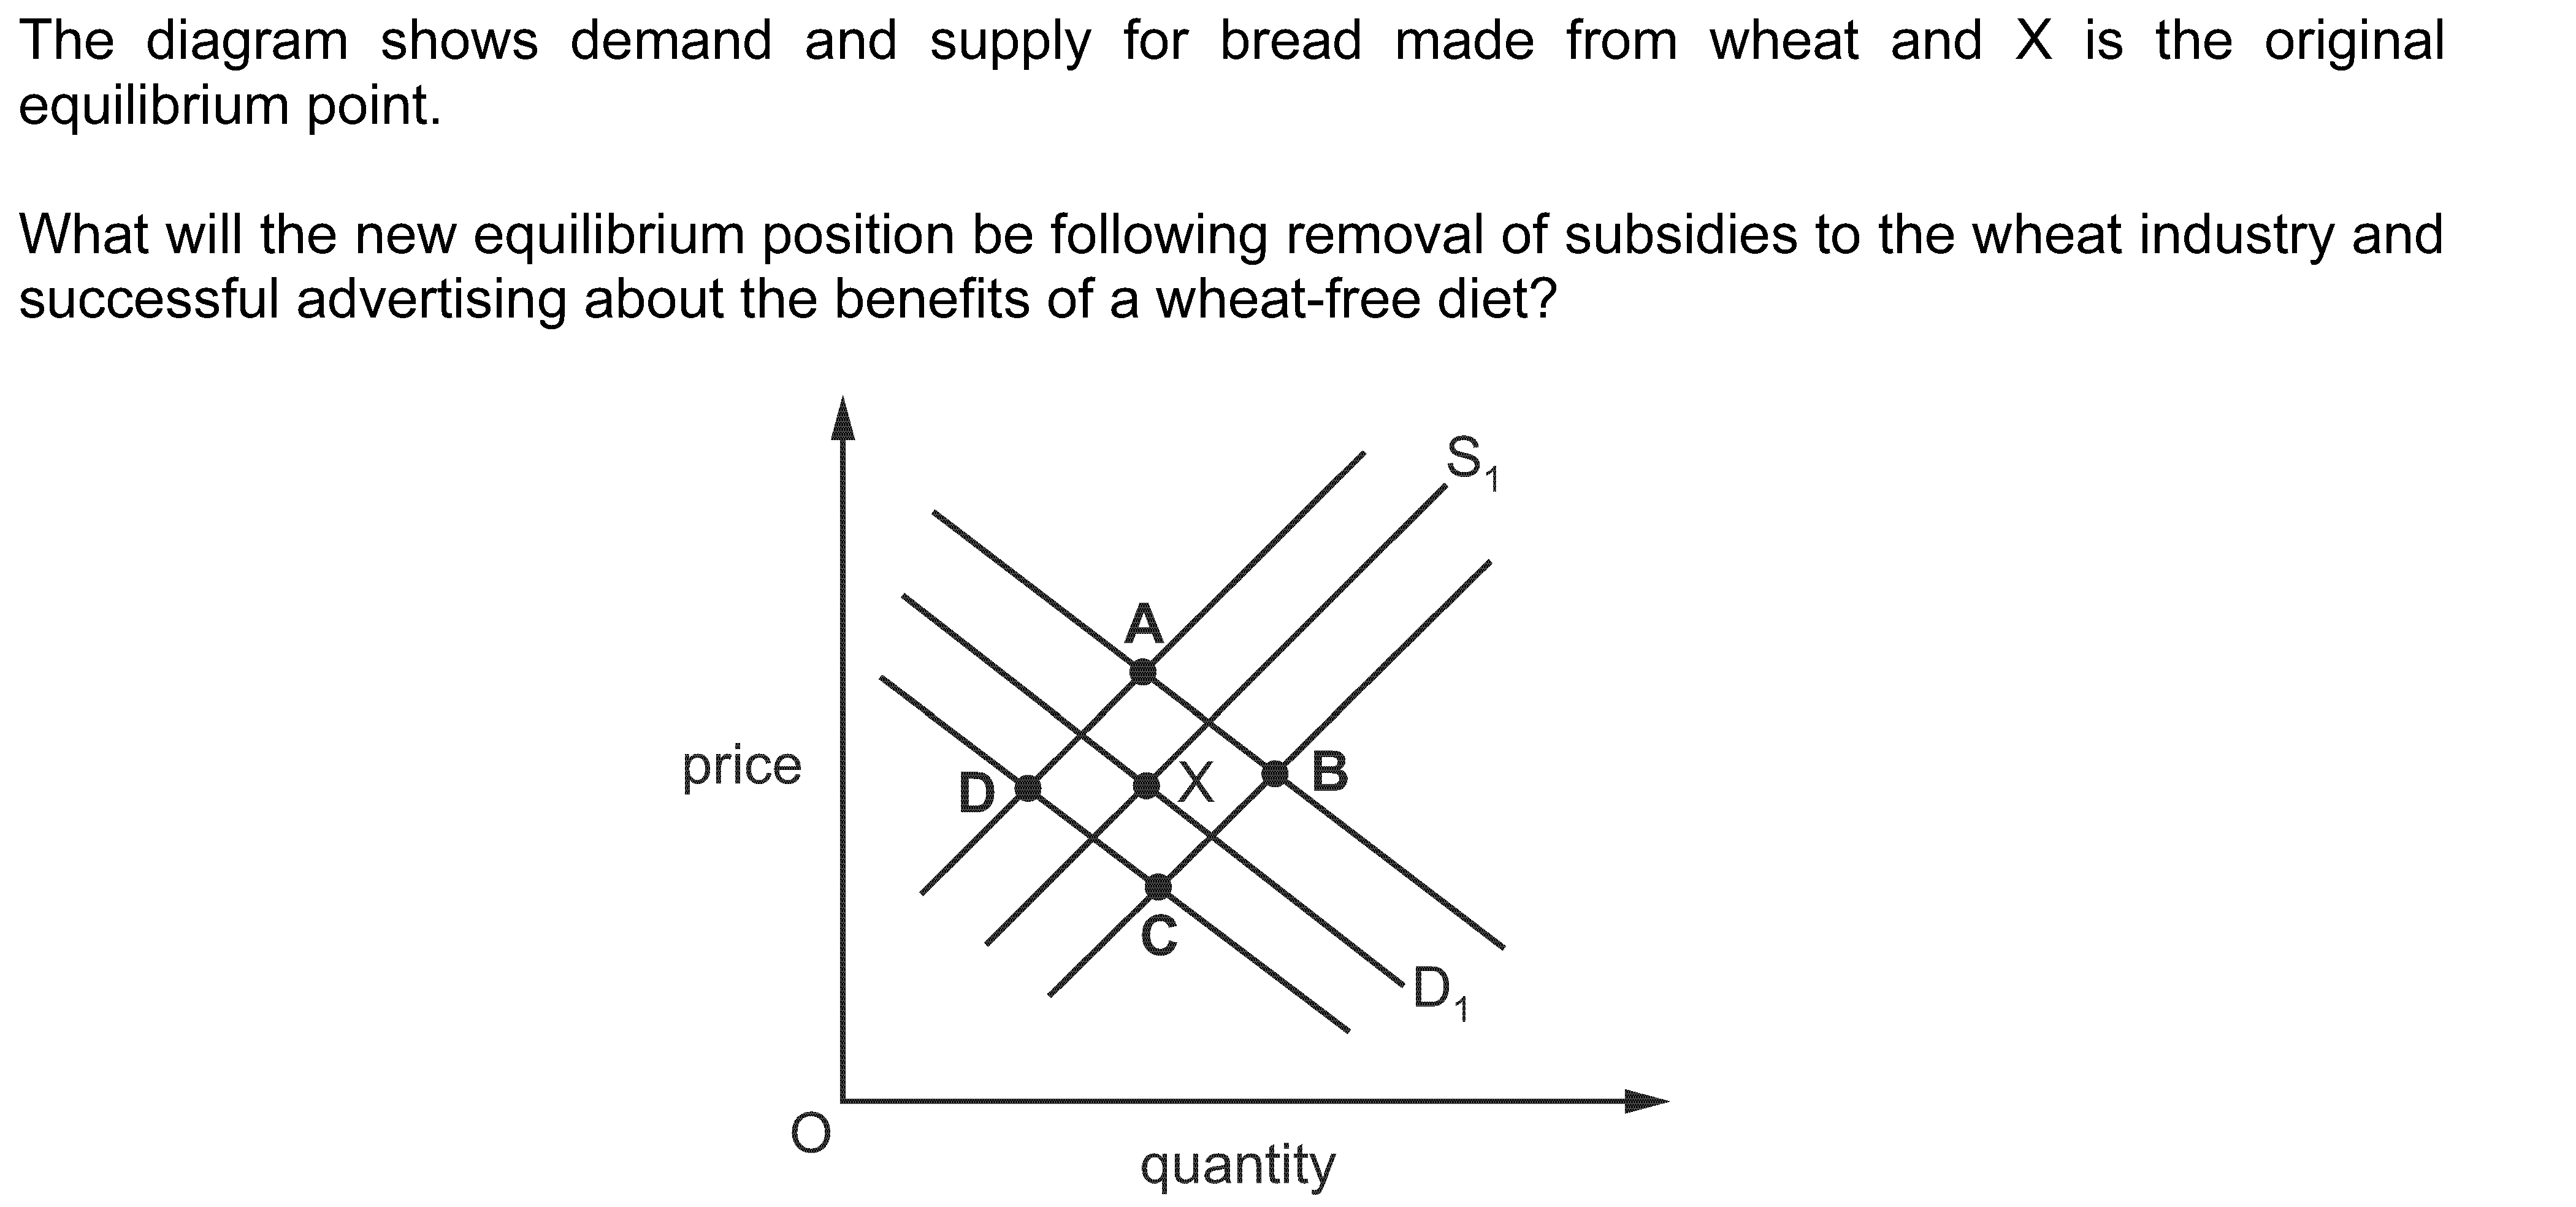 The diagram shows demand and supply for bread made from wheat and X is the original
equilibrium point.
What will the new equilibrium position be following removal of subsidies to the wheat industry and
successful advertising about the benefits of a wheat-free diet?
S₁
A
price
D
X
B
C
D₁
O
quantity